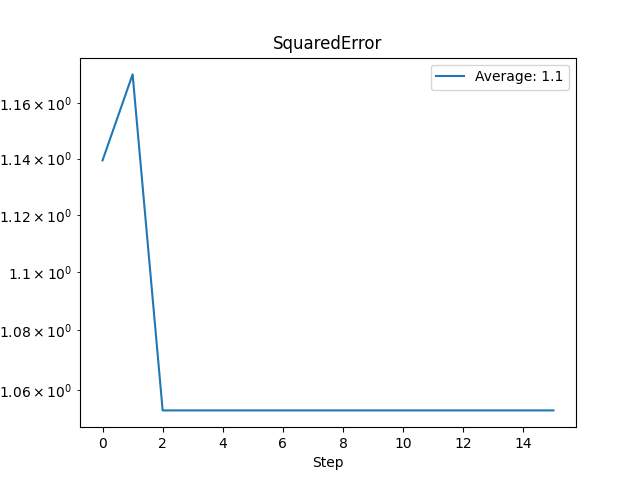 SquaredError
Average: 1.1
1.16 × 10⁰
1.14 × 10⁰
1.12 × 10⁰
1.1 × 10⁰
1.08 × 10⁰
1.06 × 10⁰
0 2 4 6 8 10 12 14
Step